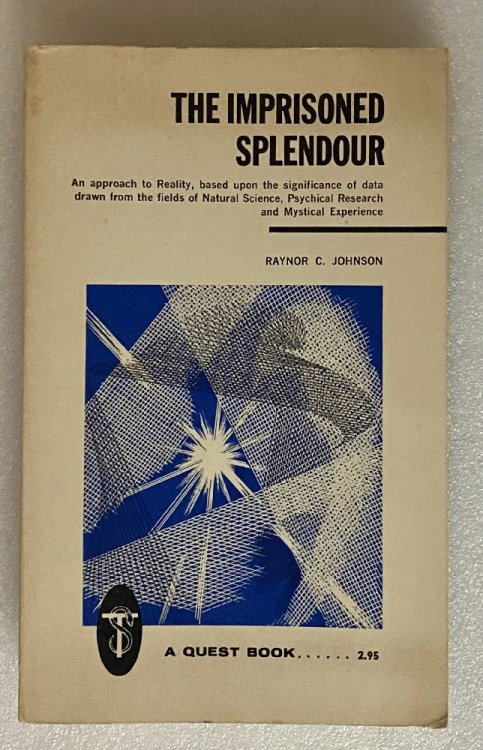 THE IMPRISONED
SPLENDOUR
An approach to Reality, based upon the significance of data
drawn from the fields of Natural Science, Psychical Research
and Mystical Experience
RAYNOR C. JOHNSON
TS
A QUEST BOOK...... 2.95